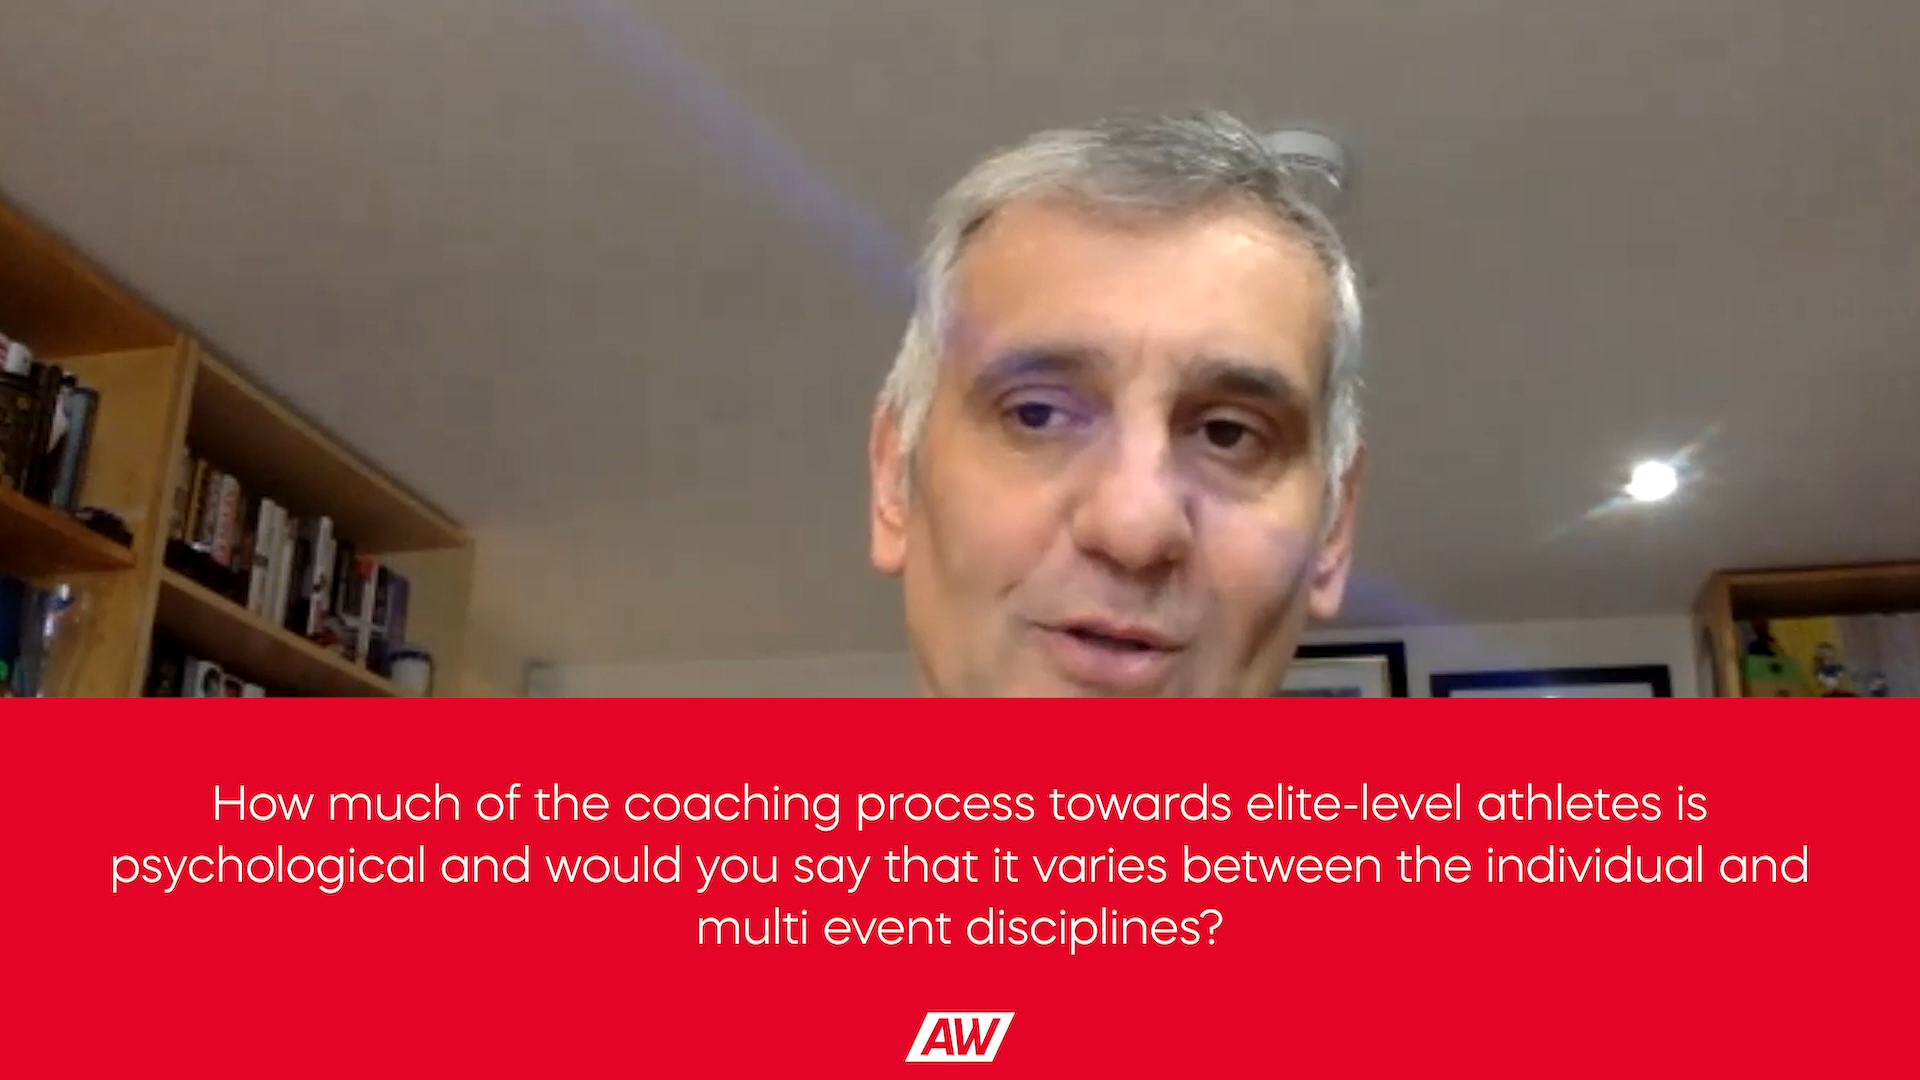 How much of the coaching process towards elite-level athletes is
psychological and would you say that it varies between the individual and
multi event disciplines?
AW